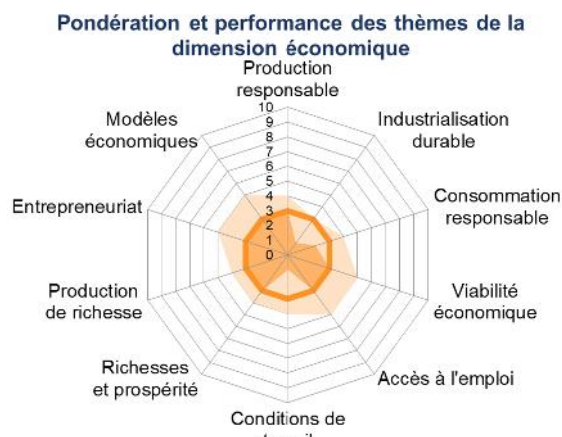 Pondération et performance des thèmes de la
dimension économique
Production
responsable
Modèles
économiques
Industrialisation
durable
Entrepreneuriat
Consommation
responsable
Production
de richesse
Viabilité
économique
Richesses
et prospérité
Accès à l'emploi
Conditions de
10
9
8
7
6
5
4
3
2
1
0